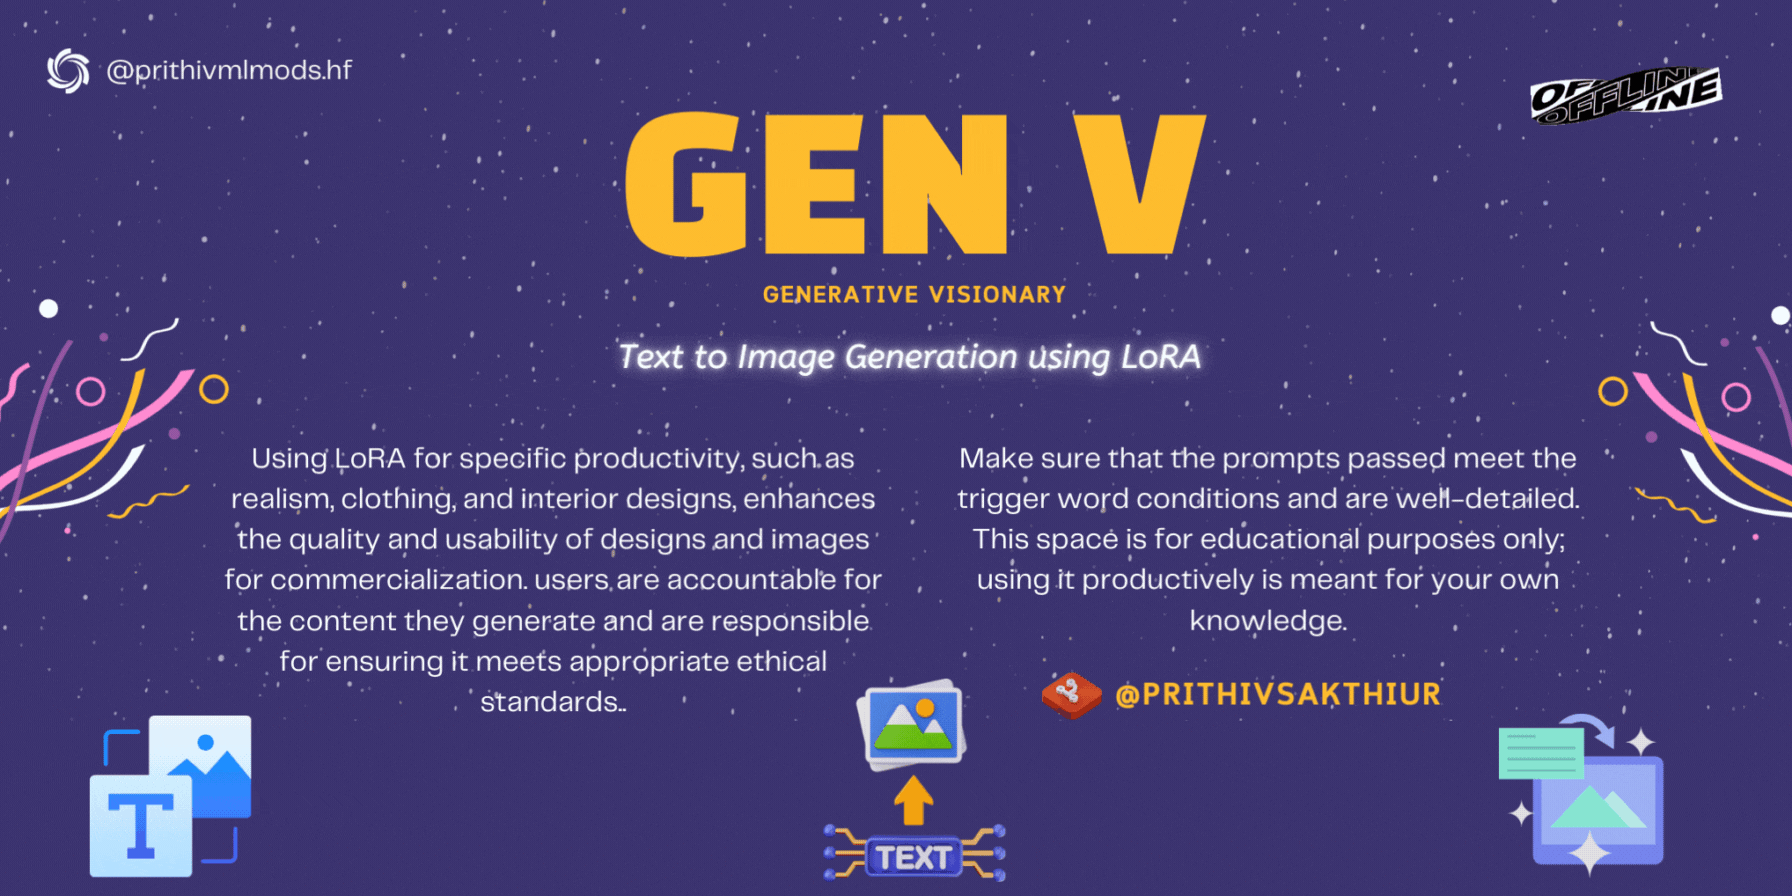 @prithivmlmods.hf
OFFLINE
OFFLINE
GEN V
GENERATIVE VISIONARY
Text to Image Generation using LoRA
Using LoRA for specific productivity, such as
realism, clothing, and interior designs, enhances
the quality and usability of designs and images
for commercialization. users are accountable for
the content they generate and are responsible
for ensuring it meets appropriate ethical
standards..
Make sure that the prompts passed meet the
trigger word conditions and are well-detailed.
This space is for educational purposes only;
using it productively is meant for your own
knowledge.
@PRITHIVSAKTHIUR
T
TEXT